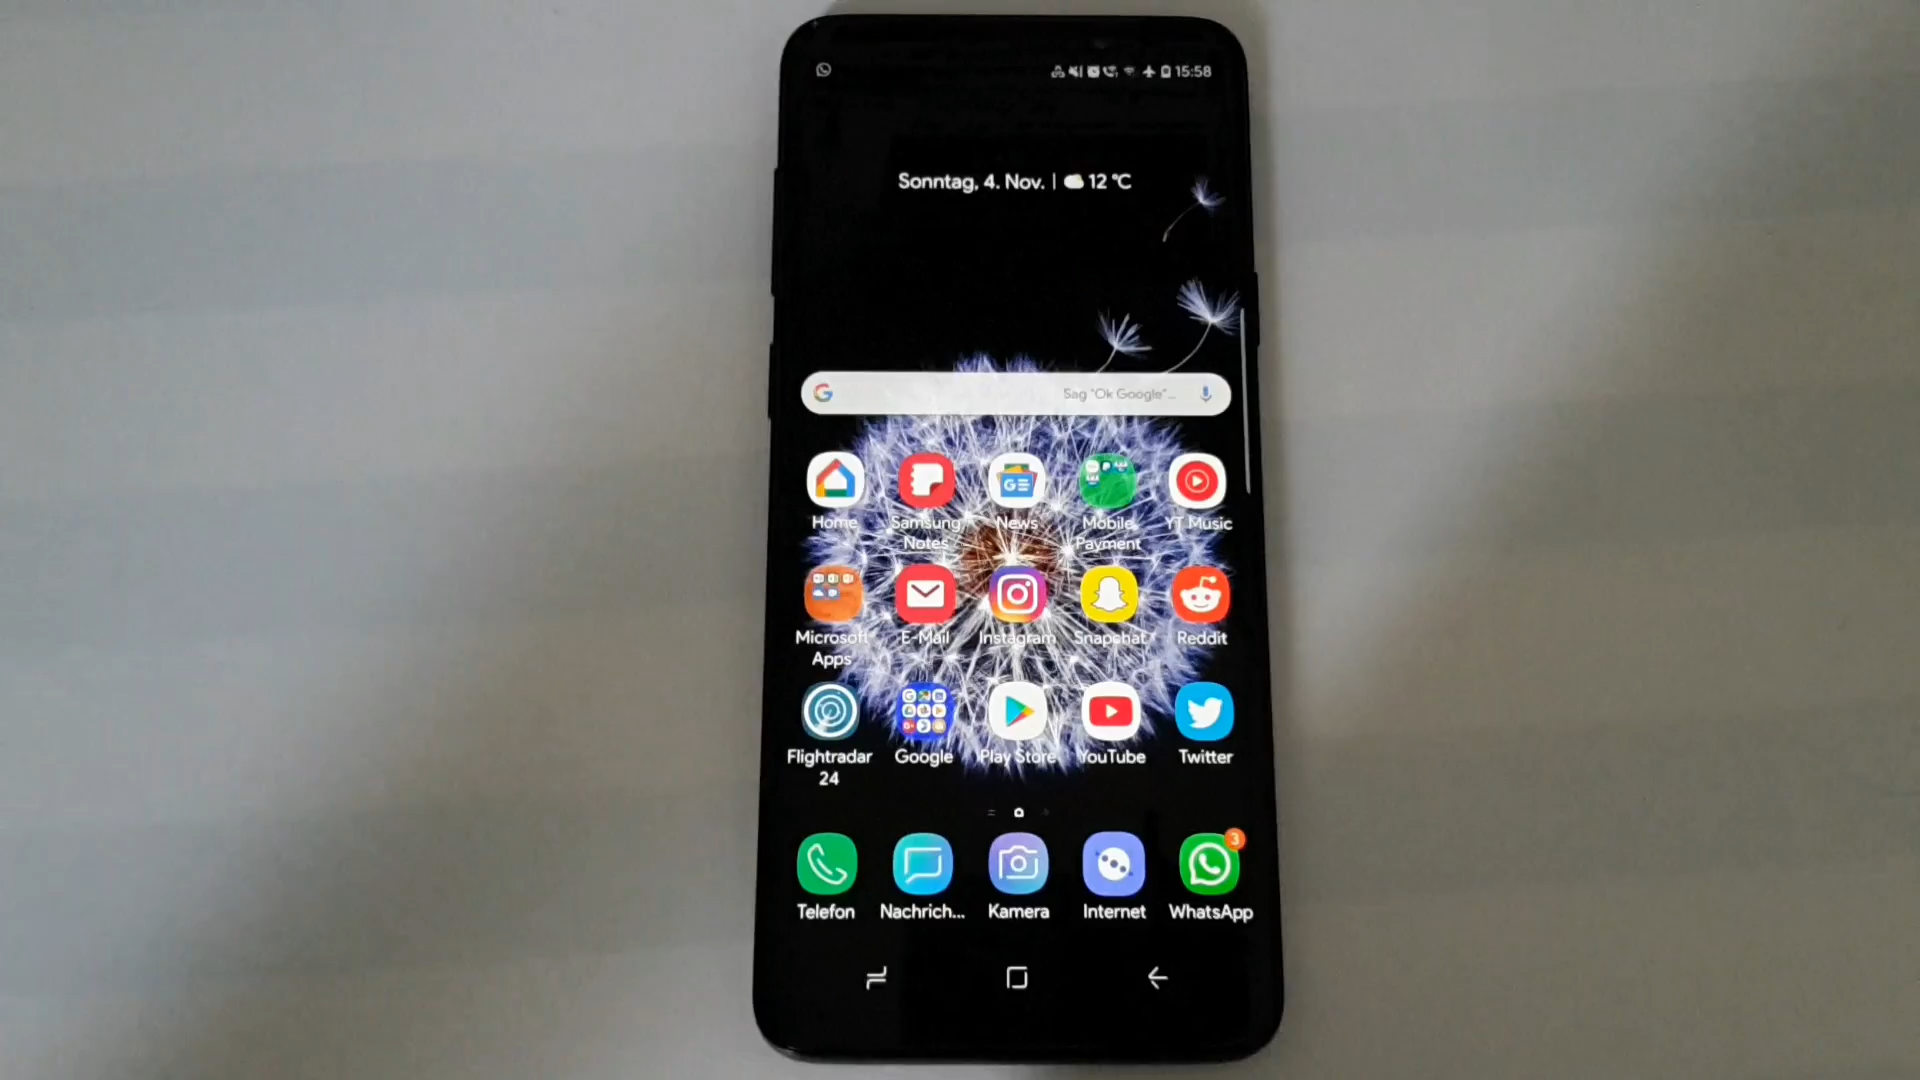 15:58
Sonntag, 4. Nov. | 12 °C
Sag "Ok Google"...
Home Samsung Notes News Mobile Payment YT Music
Microsoft Apps E-Mail Instagram Snapchat Reddit
Flightradar 24 Google Play Store YouTube Twitter
3
Telefon Nachrich... Kamera Internet WhatsApp